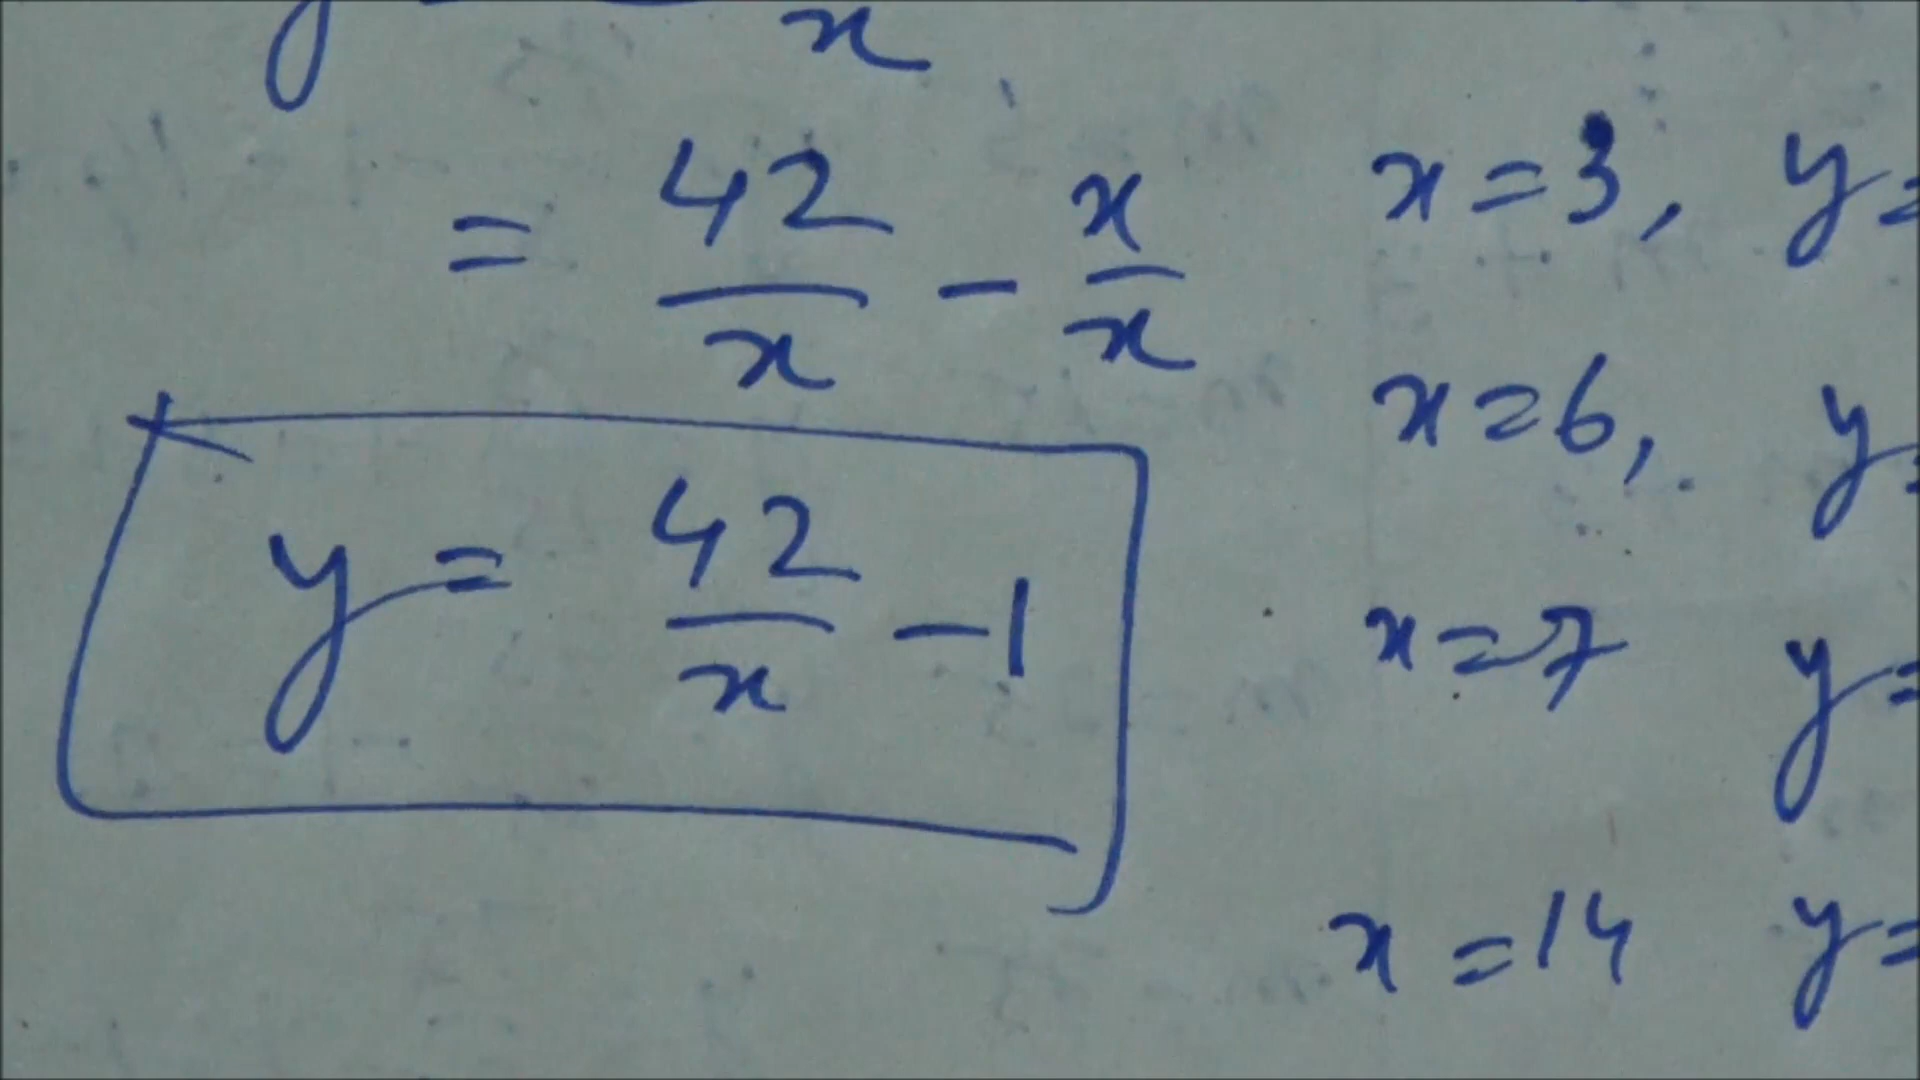 y x
= 42/x - x/x
y = 42/x - 1
x = 3, y =
x = 6, y =
x = 7 y =
x = 14 y =